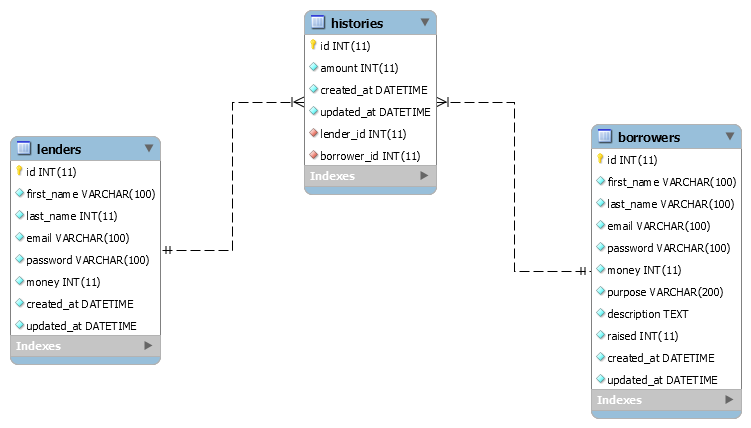 histories
id INT(11)
amount INT(11)
created_at DATETIME
updated_at DATETIME
lender_id INT(11)
borrower_id INT(11)
Indexes
lenders
id INT(11)
first_name VARCHAR(100)
last_name INT(11)
email VARCHAR(100)
password VARCHAR(100)
money INT(11)
created_at DATETIME
updated_at DATETIME
Indexes
borrowers
id INT(11)
first_name VARCHAR(100)
last_name VARCHAR(100)
email VARCHAR(100)
password VARCHAR(100)
money INT(11)
purpose VARCHAR(200)
description TEXT
raised INT(11)
created_at DATETIME
updated_at DATETIME
Indexes